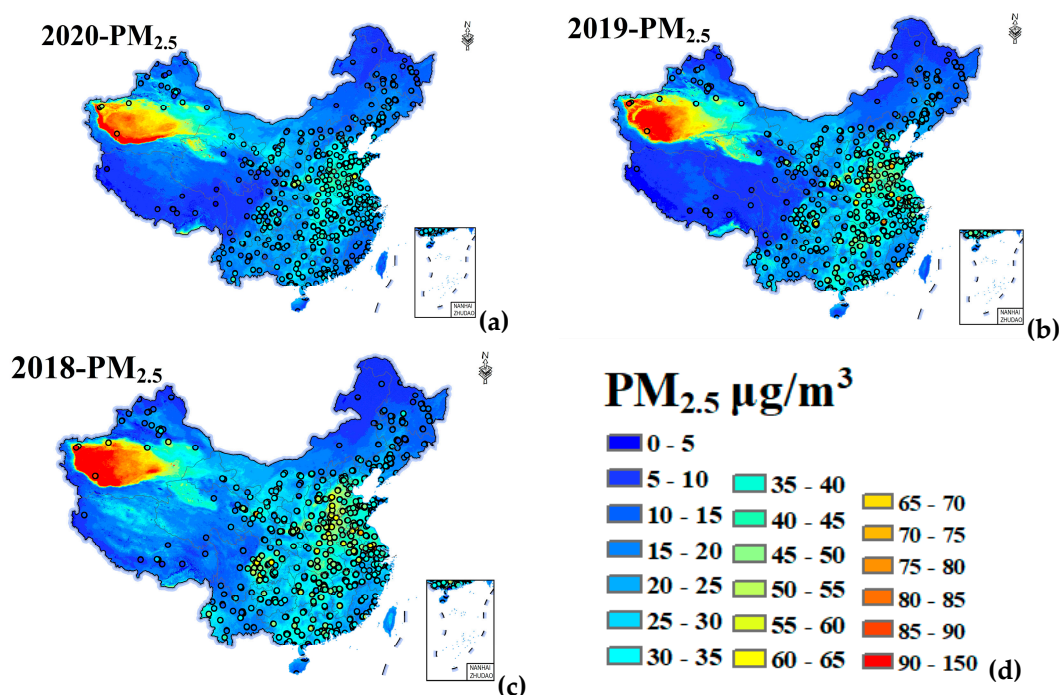 2020-PM2.5
N
NANHAI
ZHUDAO
(a)
2019-PM2.5
N
NANHAI
ZHUDAO
(b)
2018-PM2.5
N
NANHAI
ZHUDAO
(c)
PM2.5 µg/m³
0 - 5
5 - 10
10 - 15
15 - 20
20 - 25
25 - 30
30 - 35
35 - 40
40 - 45
45 - 50
50 - 55
55 - 60
60 - 65
65 - 70
70 - 75
75 - 80
80 - 85
85 - 90
90 - 150
(d)